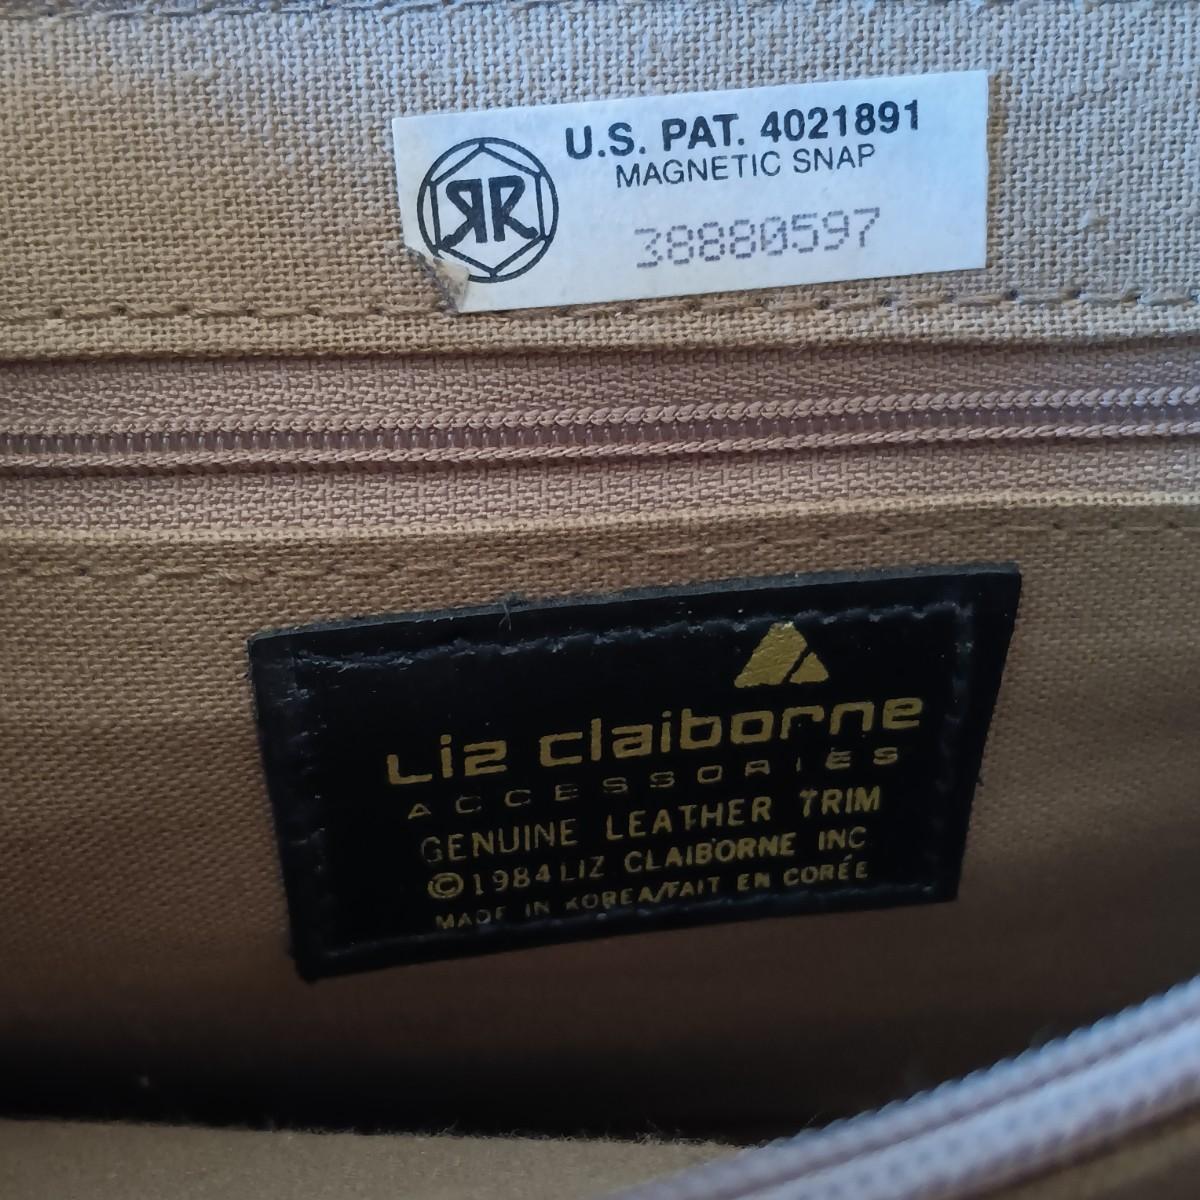 RR
U.S. PAT. 4021891
MAGNETIC SNAP
38880597
Liz claiborne
ACCESSORIES
GENUINE LEATHER TRIM
©1984 LIZ CLAIBORNE INC
MADE IN KOREA/FAIT EN CORÉE